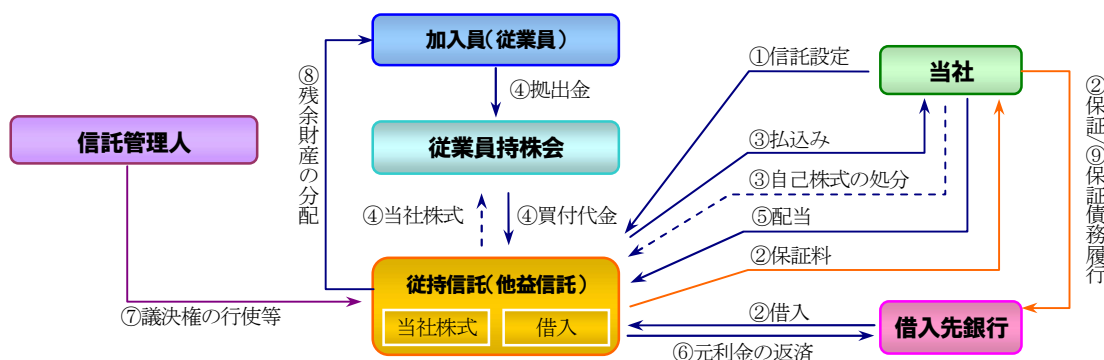 加入員(従業員)
①信託設定
当社
④拠出金
⑧残余財産の分配
②保証/⑨保証債務履行
信託管理人
従業員持株会
③払込み
③自己株式の処分
④当社株式
④買付代金
⑤配当
②保証料
従持信託(他益信託)
当社株式
借入
⑦議決権の行使等
②借入
借入先銀行
⑥元利金の返済